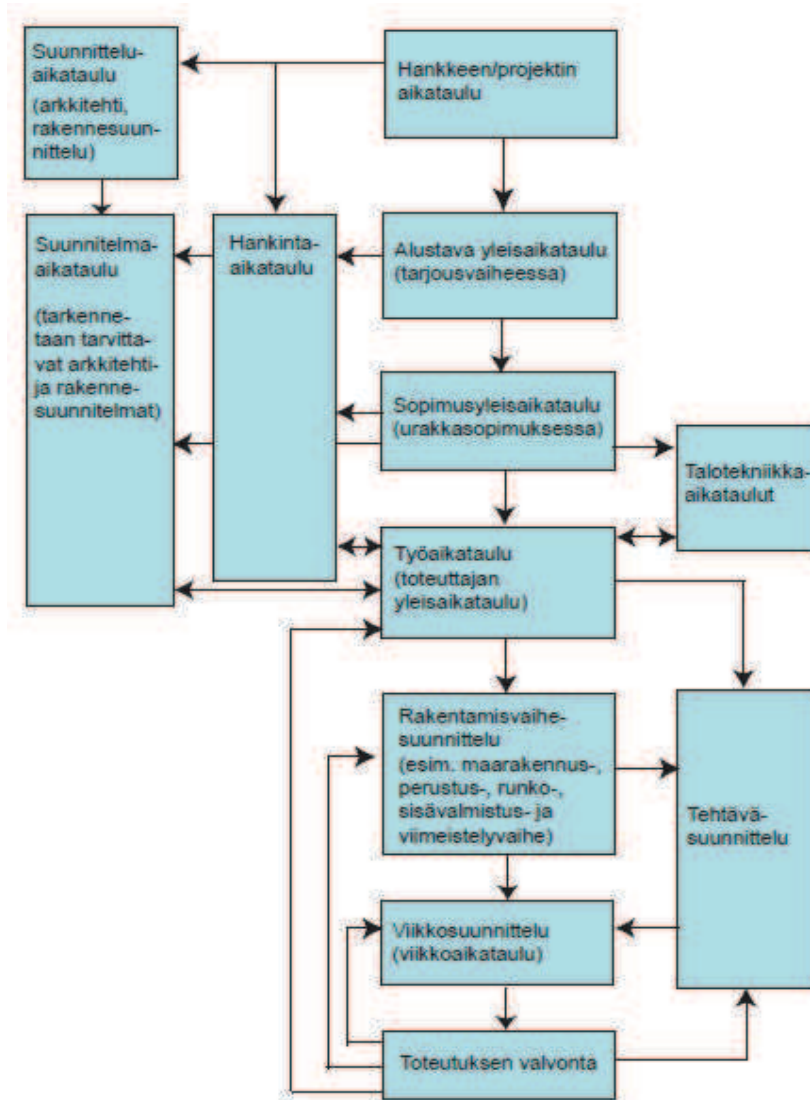 Suunnittelu-
aikataulu
(arkkitehti,
rakennesuun-
nittelu)
Hankkeen/projektin
aikataulu
Suunnitelma-
aikataulu
(tarkenne-
taan tarvitta-
vat arkkitehti-
ja rakenne-
suunnitelmat)
Hankinta-
aikataulu
Alustava yleisaikataulu
(tarjousvaiheessa)
Sopimusyleisaikataulu
(urakkasopimuksessa)
Talotekniikka-
aikataulut
Työaikataulu
(toteuttajan
yleisaikataulu)
Rakentamisvaihe-
suunnittelu
(esim. maarakennus-,
perustus-, runko-,
sisävalmistus- ja
viimeistelyvaihe)
Tehtävä-
suunnittelu
Viikkosuunnittelu
(viikkoaikataulu)
Toteutuksen valvonta